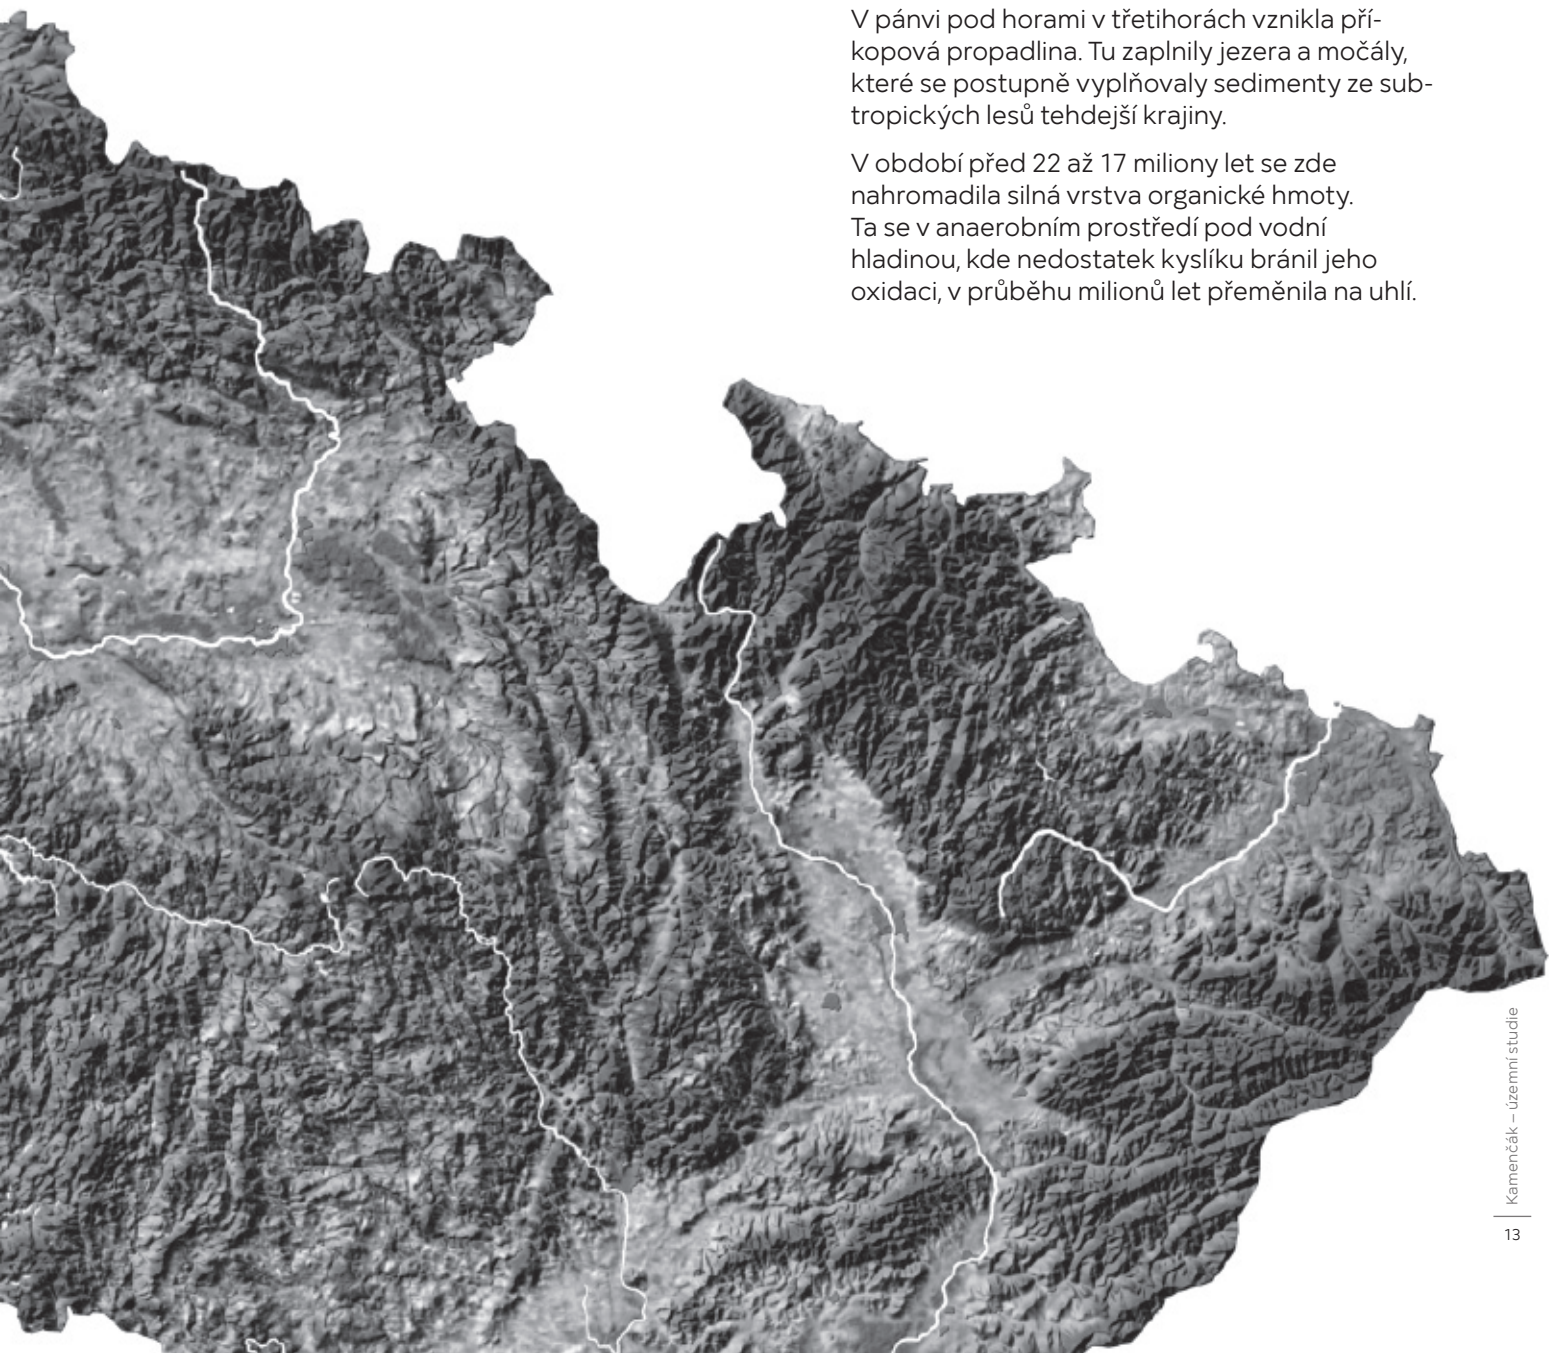 V pánvi pod horami v třetihorách vznikla pří-
kopová propadlina. Tu zaplnily jezera a močály,
které se postupně vyplňovaly sedimenty ze sub-
tropických lesů tehdejší krajiny.
V období před 22 až 17 miliony let se zde
nahromadila silná vrstva organické hmoty.
Ta se v anaerobním prostředí pod vodní
hladinou, kde nedostatek kyslíku bránil jeho
oxidaci, v průběhu milionů let přeměnila na uhlí.
Kamenčák – územní studie
13